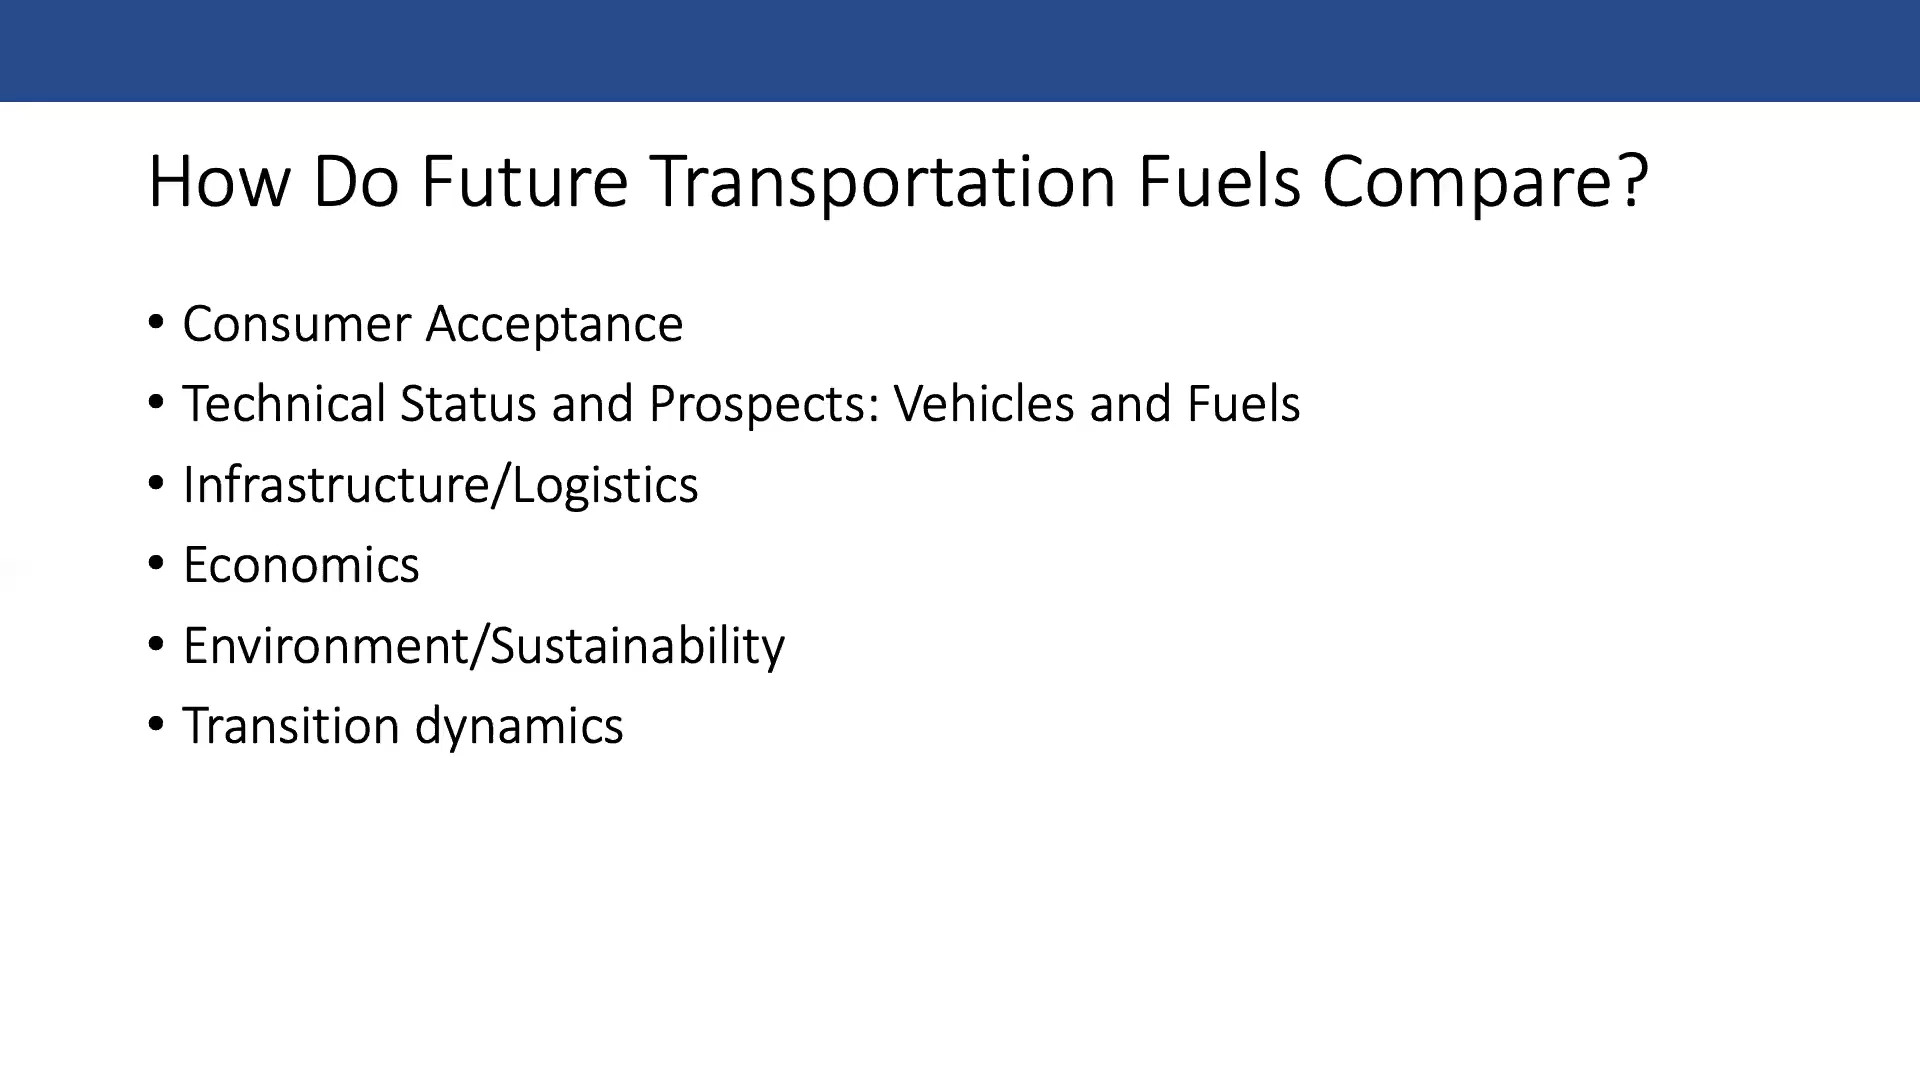 How Do Future Transportation Fuels Compare?
• Consumer Acceptance
• Technical Status and Prospects: Vehicles and Fuels
• Infrastructure/Logistics
• Economics
• Environment/Sustainability
• Transition dynamics